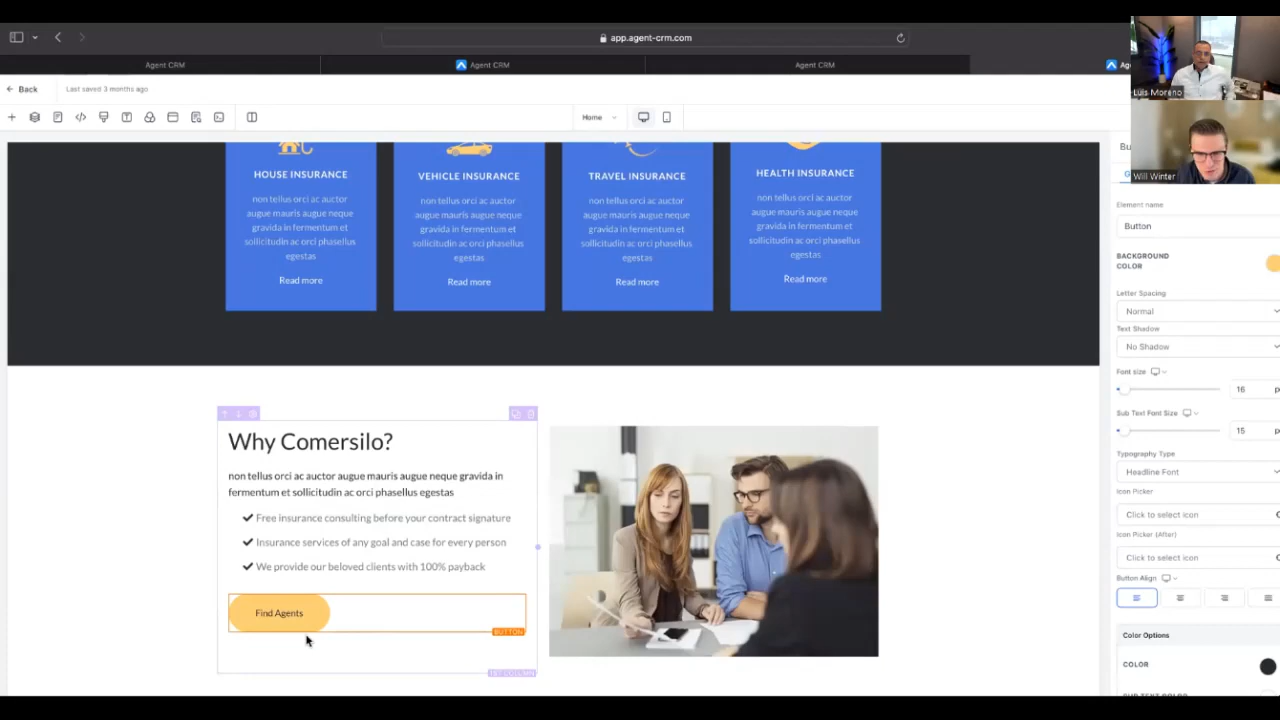 app.agent-crm.com
Agent CRM
Agent CRM
Agent CRM
Luis Moreno
Will Winter
Back
Last saved 3 months ago
Home
HOUSE INSURANCE
non tellus orci ac auctor
augue mauris augue neque
gravida in fermentum et
sollicitudin ac orci phasellus
egestas
Read more
VEHICLE INSURANCE
non tellus orci ac auctor
augue mauris augue neque
gravida in fermentum et
sollicitudin ac orci phasellus
egestas
Read more
TRAVEL INSURANCE
non tellus orci ac auctor
augue mauris augue neque
gravida in fermentum et
sollicitudin ac orci phasellus
egestas
Read more
HEALTH INSURANCE
non tellus orci ac auctor
augue mauris augue neque
gravida in fermentum et
sollicitudin ac orci phasellus
egestas
Read more
Why Comersilo?
non tellus orci ac auctor augue mauris augue neque gravida in
fermentum et sollicitudin ac orci phasellus egestas
Free insurance consulting before your contract signature
Insurance services of any goal and case for every person
We provide our beloved clients with 100% payback
Find Agents
BUTTON
1ST COLUMN
Element name
Button
BACKGROUND
COLOR
Letter Spacing
Normal
Text Shadow
No Shadow
Font size
16
Sub Text Font Size
15
Typography Type
Headline Font
Icon Picker
Click to select icon
Icon Picker (After)
Click to select icon
Button Align
Color Options
COLOR
SUB TEXT COLOR